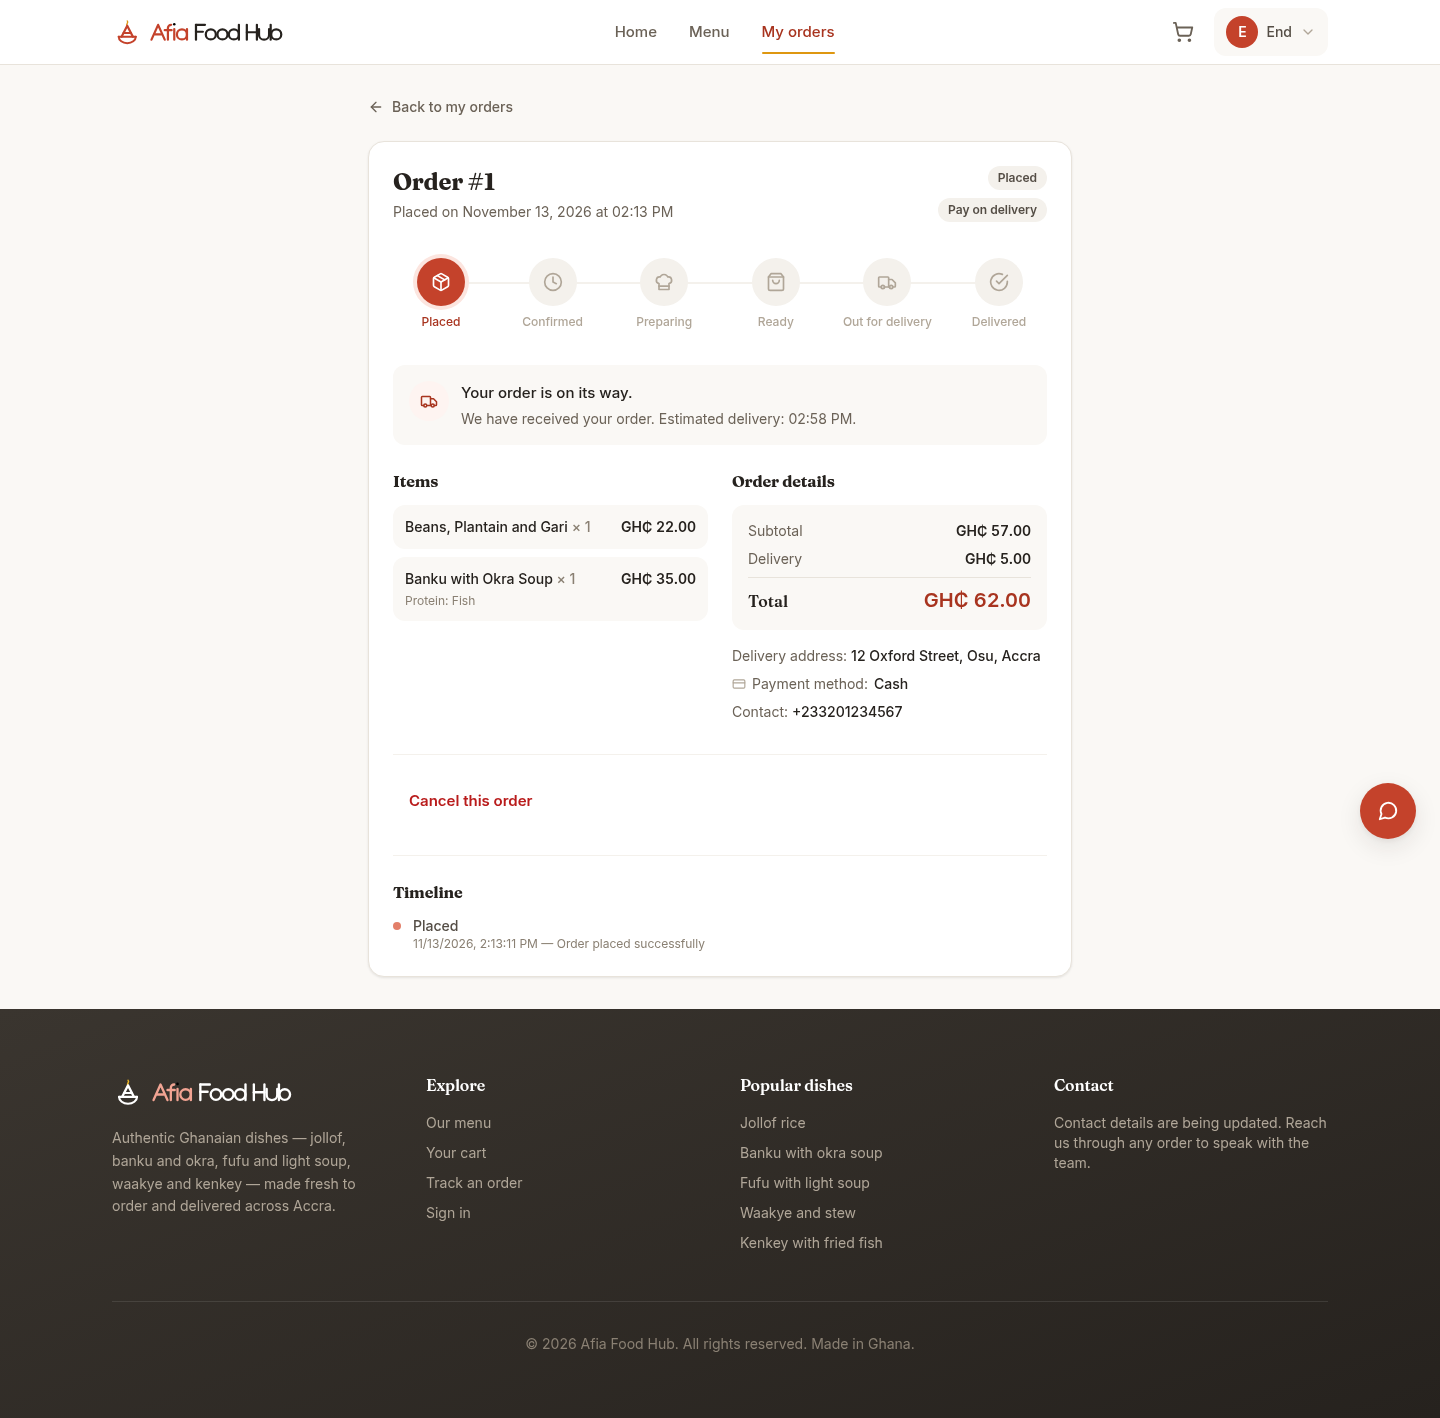 Afia Food Hub
Home
Menu
My orders
E
End
Back to my orders
Order #1
Placed
Placed on November 13, 2026 at 02:13 PM
Pay on delivery
Placed
Confirmed
Preparing
Ready
Out for delivery
Delivered
Your order is on its way.
We have received your order. Estimated delivery: 02:58 PM.
Items
Beans, Plantain and Gari × 1
GH₵ 22.00
Banku with Okra Soup × 1
GH₵ 35.00
Protein: Fish
Order details
Subtotal
GH₵ 57.00
Delivery
GH₵ 5.00
Total
GH₵ 62.00
Delivery address: 12 Oxford Street, Osu, Accra
Payment method: Cash
Contact: +233201234567
Cancel this order
Timeline
Placed
11/13/2026, 2:13:11 PM — Order placed successfully
Afia Food Hub
Authentic Ghanaian dishes — jollof,
banku and okra, fufu and light soup,
waakye and kenkey — made fresh to
order and delivered across Accra.
Explore
Our menu
Your cart
Track an order
Sign in
Popular dishes
Jollof rice
Banku with okra soup
Fufu with light soup
Waakye and stew
Kenkey with fried fish
Contact
Contact details are being updated. Reach
us through any order to speak with the
team.
© 2026 Afia Food Hub. All rights reserved. Made in Ghana.